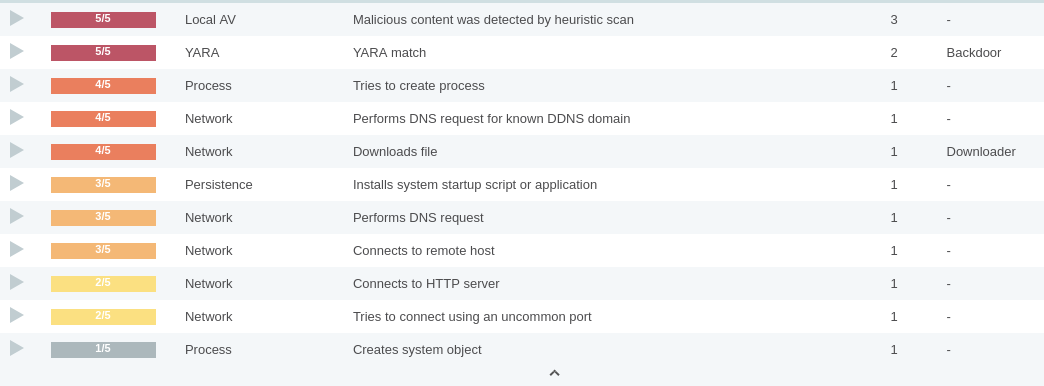 5/5 Local AV Malicious content was detected by heuristic scan 3 -
5/5 YARA YARA match 2 Backdoor
4/5 Process Tries to create process 1 -
4/5 Network Performs DNS request for known DDNS domain 1 -
4/5 Network Downloads file 1 Downloader
3/5 Persistence Installs system startup script or application 1 -
3/5 Network Performs DNS request 1 -
3/5 Network Connects to remote host 1 -
2/5 Network Connects to HTTP server 1 -
2/5 Network Tries to connect using an uncommon port 1 -
1/5 Process Creates system object 1 -